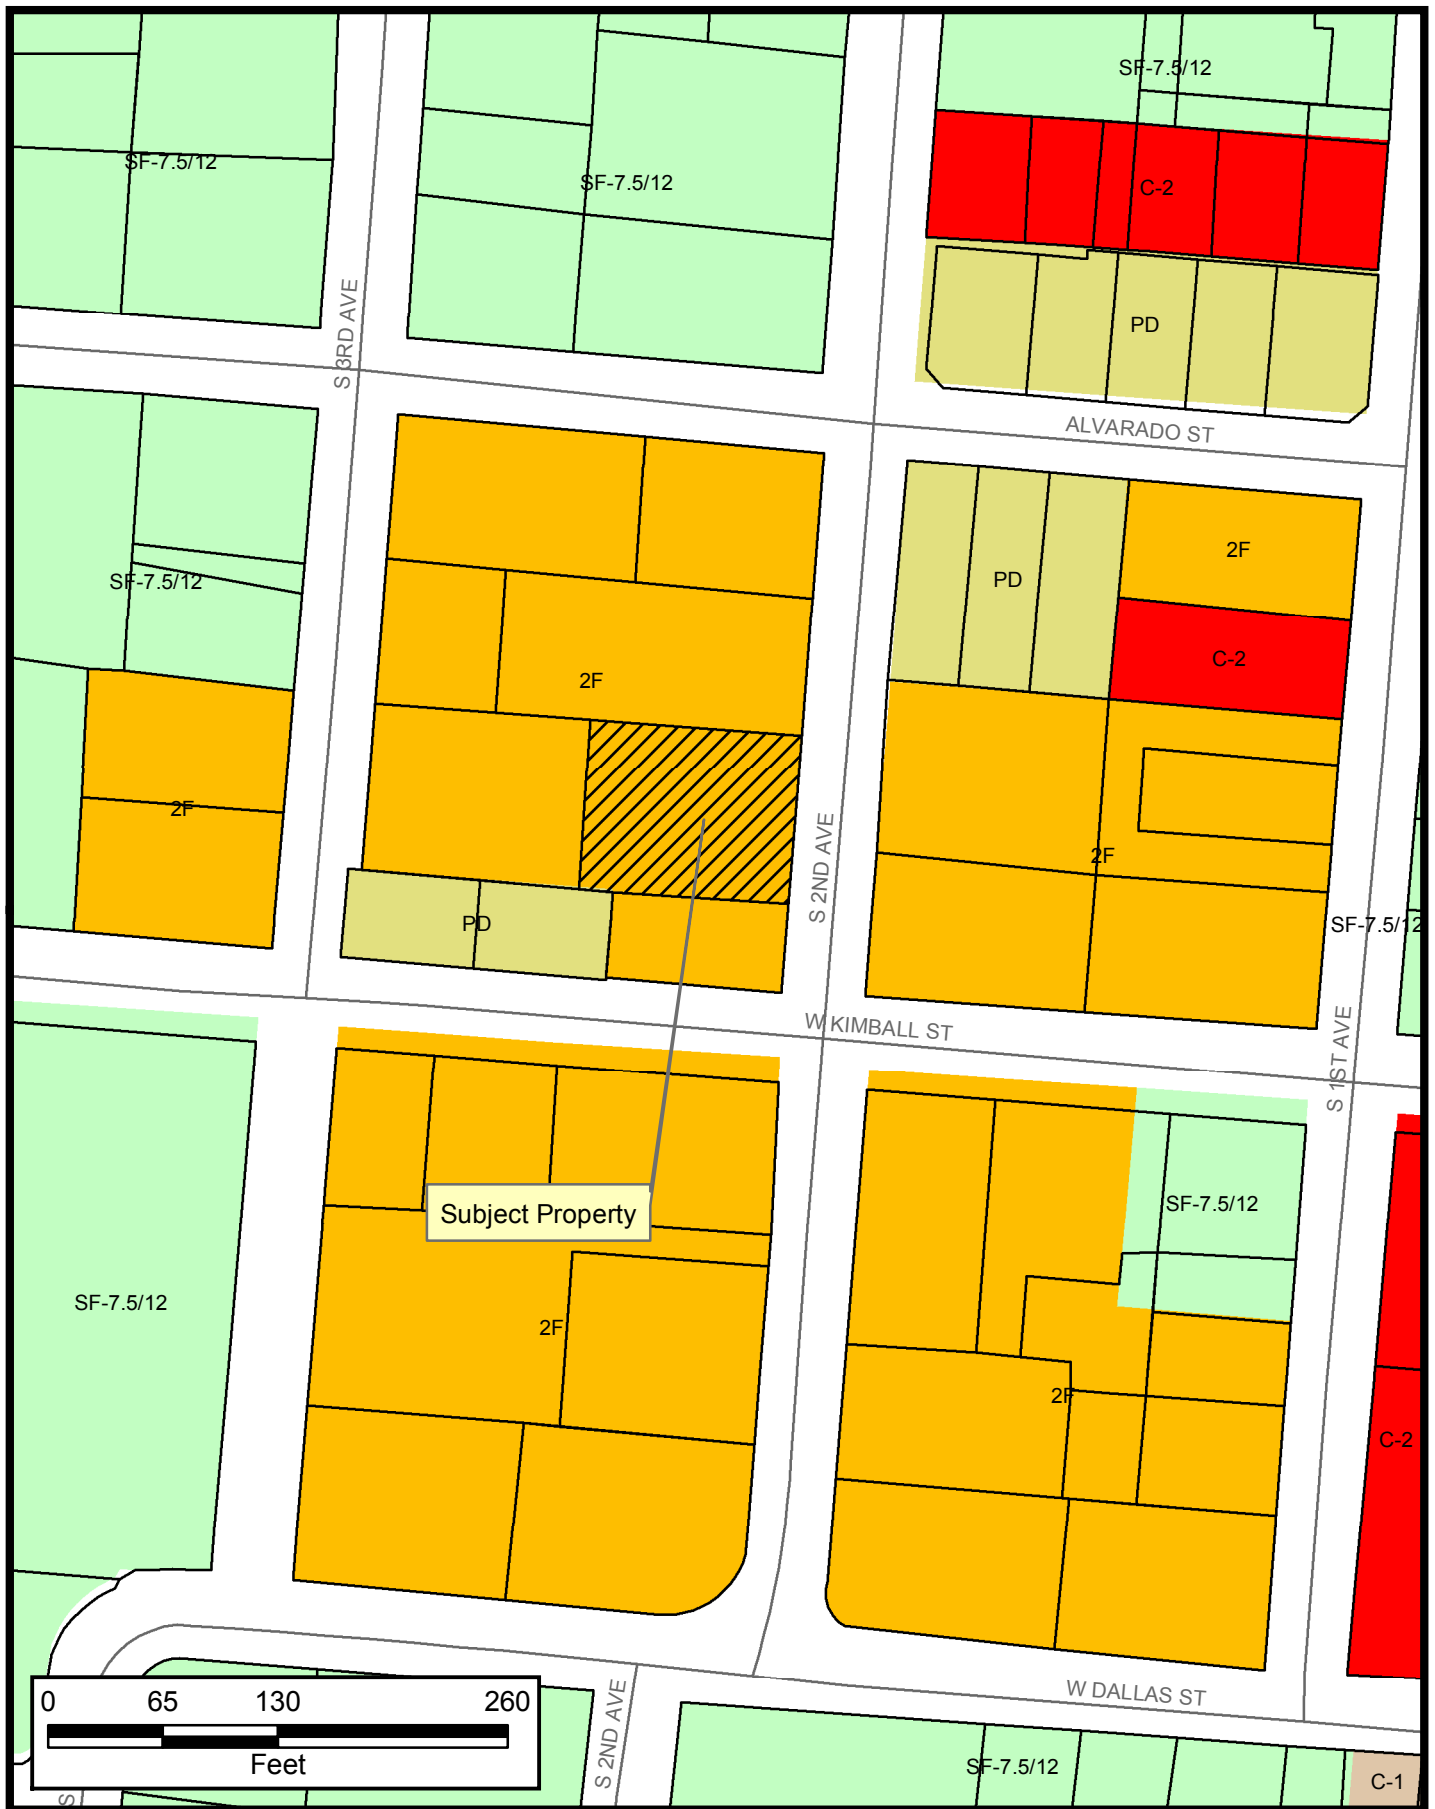 SF-7.5/12
SF-7.5/12
SF-7.5/12
C-2
S 3RD AVE
PD
ALVARADO ST
2F
PD
SF-7.5/12
C-2
2F
2F
S 2ND AVE
2F
PD
SF-7.5/12
W KIMBALL ST
S 1ST AVE
SF-7.5/12
Subject Property
SF-7.5/12
2F
2F
C-2
W DALLAS ST
0 65 130 260
Feet
S 2ND AVE
SF-7.5/12
C-1
S